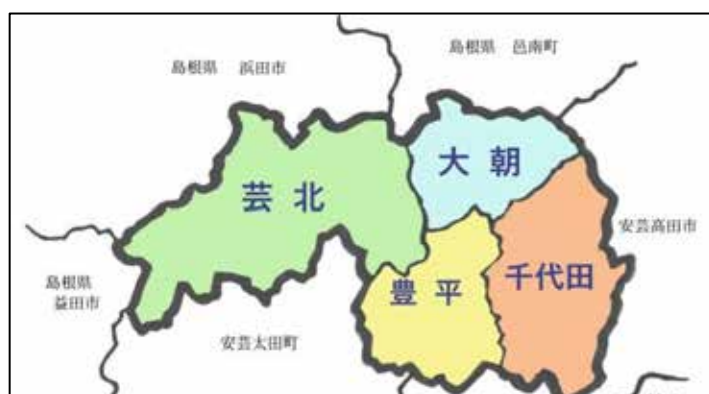 島根県 邑南町
島根県 浜田市
大朝
芸北
安芸高田市
千代田
島根県
益田市
豊平
安芸太田町